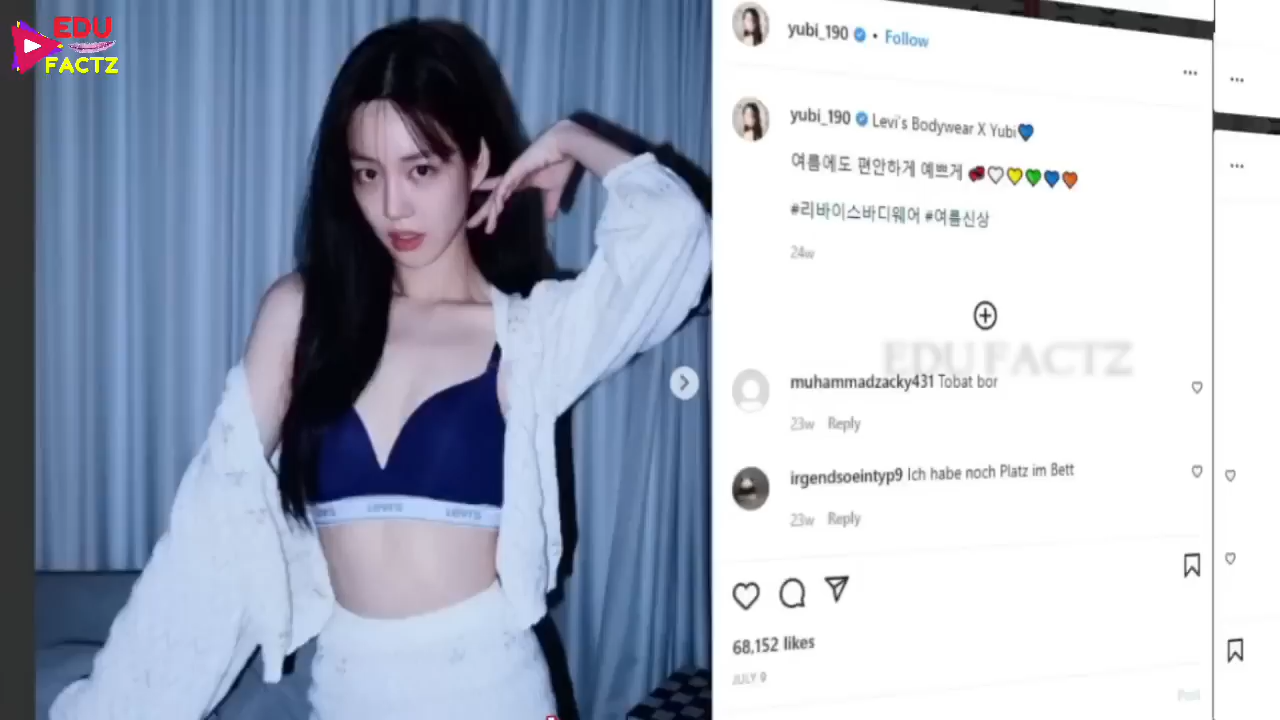 EDU
FACTZ
yubi_190 • Follow
yubi_190 Levi's Bodywear X Yubi💙
여름에도 편안하게 예쁘게 🤍💛💚💙🧡
#리바이스바디웨어 #여름신상
24w
EDU FACTZ
muhammadzacky431 Tobat bor
23w Reply
irgendsoeintyp9 Ich habe noch Platz im Bett
23w Reply
68,152 likes
JULY 9
Post
LEVI'S
LEVI'S